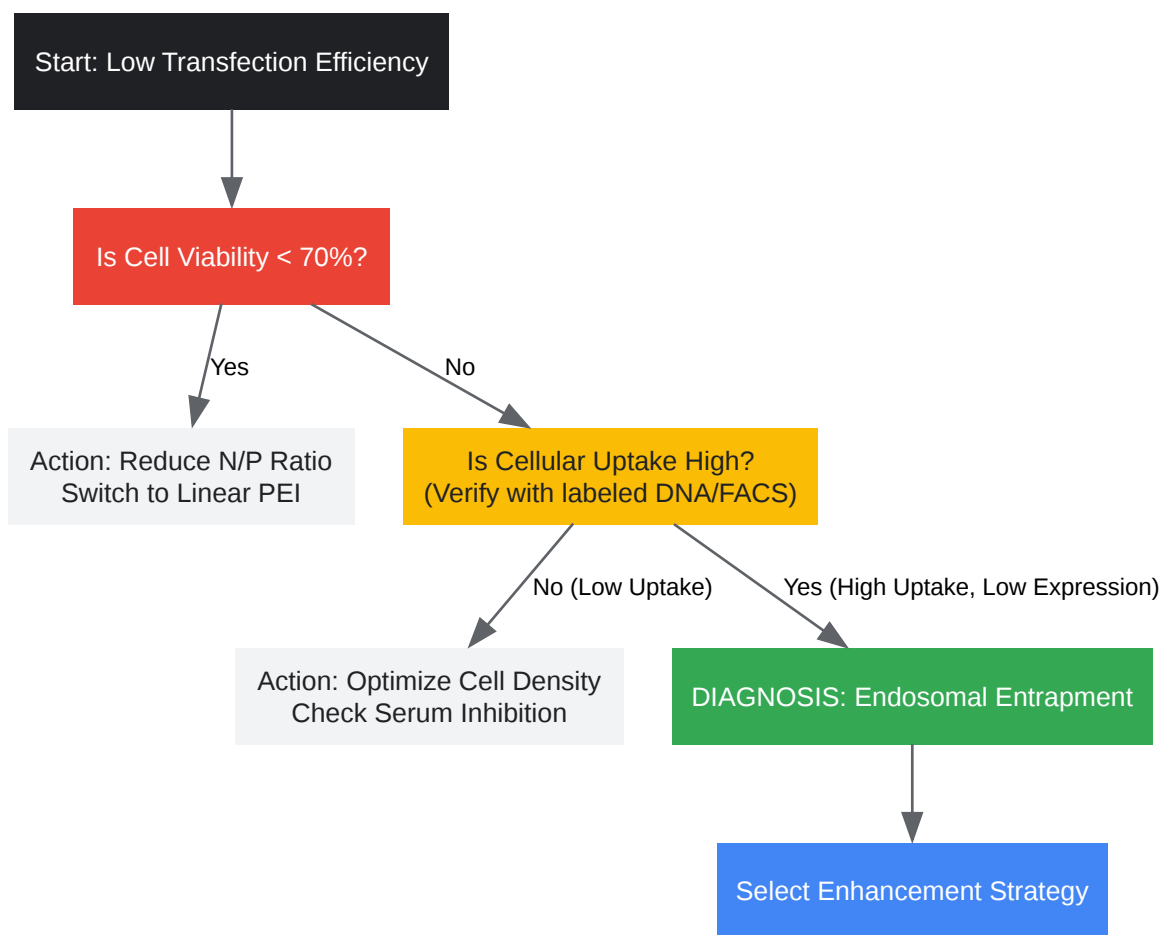 Start: Low Transfection Efficiency
Is Cell Viability < 70%?
Yes
No
Action: Reduce N/P Ratio
Switch to Linear PEI
Is Cellular Uptake High?
(Verify with labeled DNA/FACS)
No (Low Uptake)
Yes (High Uptake, Low Expression)
Action: Optimize Cell Density
Check Serum Inhibition
DIAGNOSIS: Endosomal Entrapment
Select Enhancement Strategy